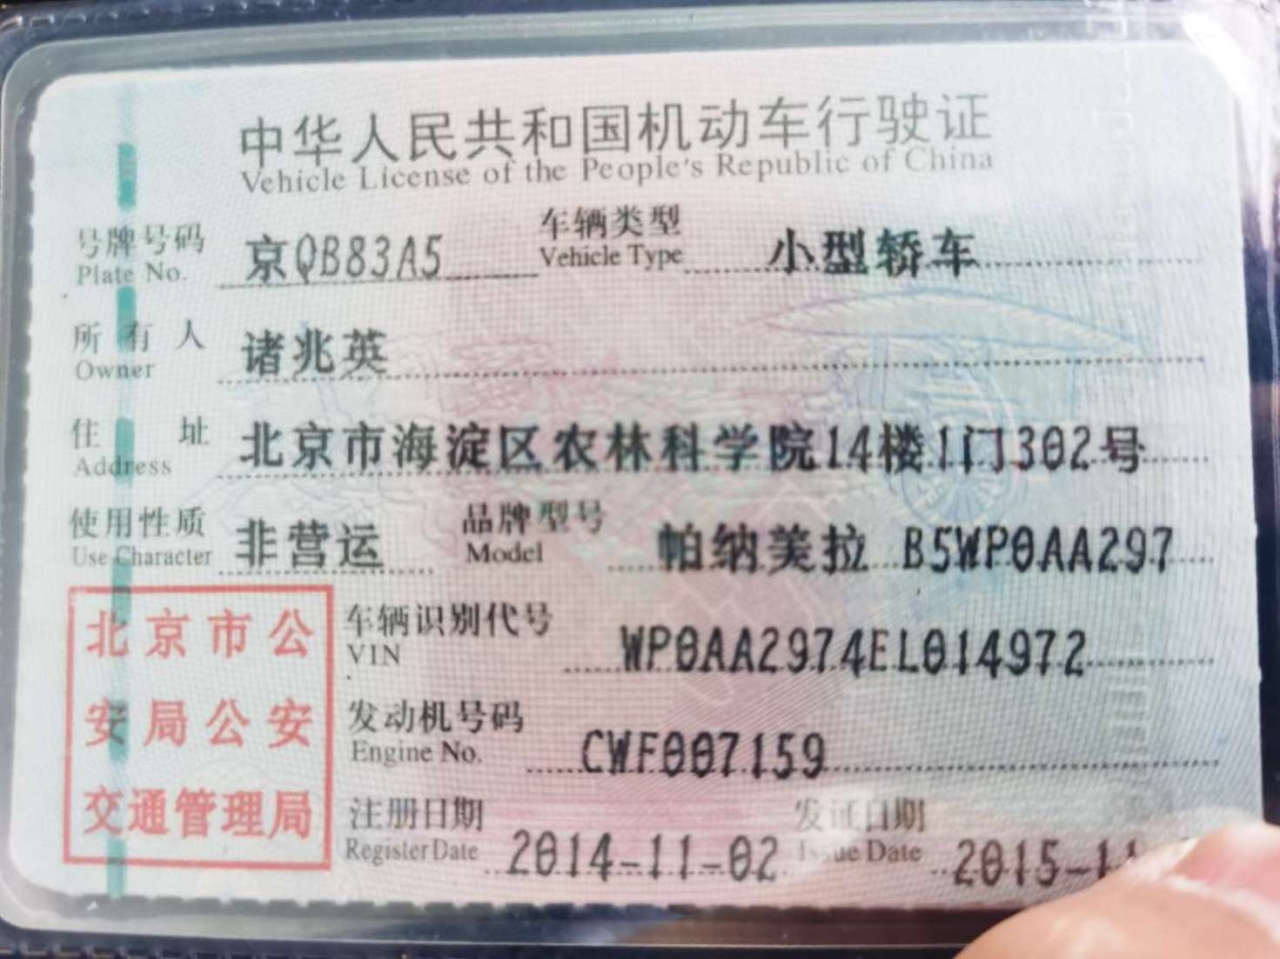 中华人民共和国机动车行驶证
Vehicle License of the People's Republic of China
号牌号码 京QB83A5 车辆类型 小型轿车
Plate No. Vehicle Type
所有人 诸兆英
Owner
住址 北京市海淀区农林科学院14楼1门302号
Address
使用性质 非营运 品牌型号 帕纳美拉 B5WP0AA297
Use Character Model
车辆识别代号 WP0AA2974EL014972
VIN
发动机号码 CWF007159
Engine No.
注册日期 2014-11-02 发证日期 2015-11
Register Date Issue Date
北京市公
安局公安
交通管理局